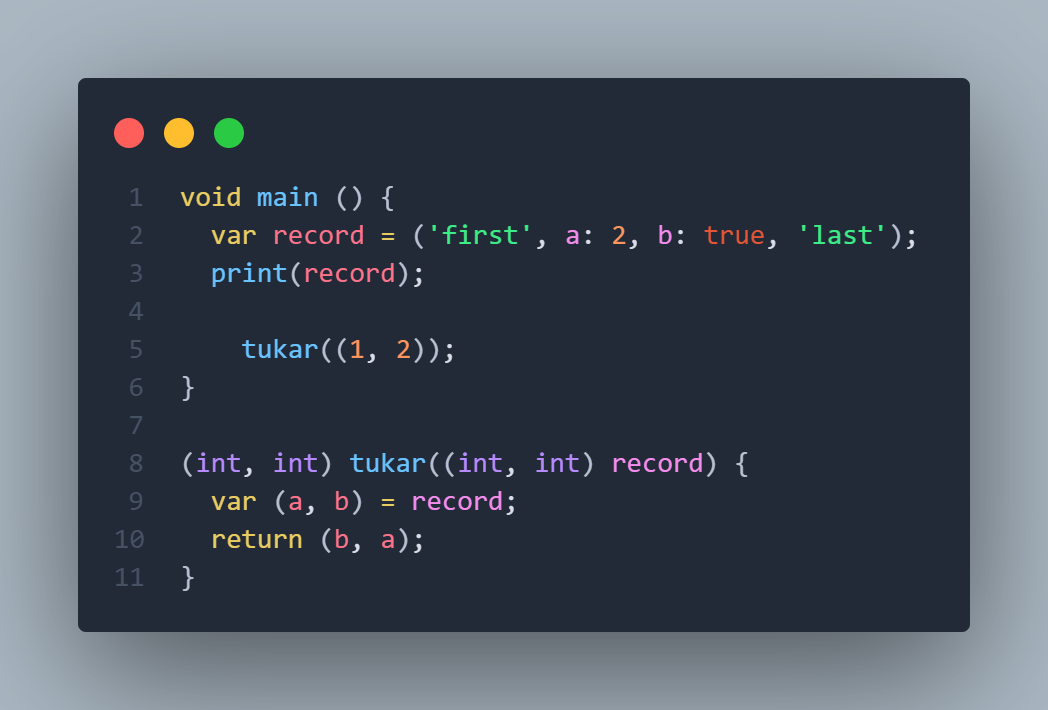 1 void main () {
2   var record = ('first', a: 2, b: true, 'last');
3   print(record);
4
5     tukar((1, 2));
6 }
7
8 (int, int) tukar((int, int) record) {
9   var (a, b) = record;
10   return (b, a);
11 }